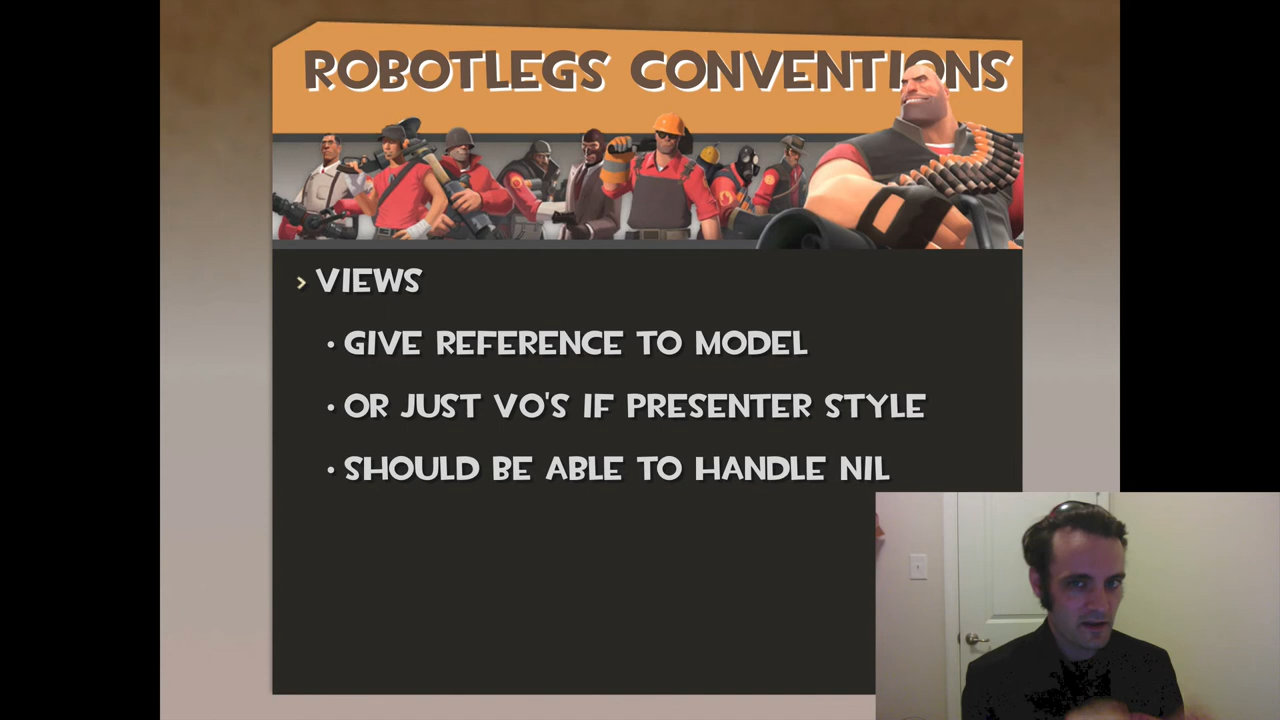 ROBOTLEGS CONVENTIONS
› VIEWS
• GIVE REFERENCE TO MODEL
• OR JUST VO'S IF PRESENTER STYLE
• SHOULD BE ABLE TO HANDLE NIL